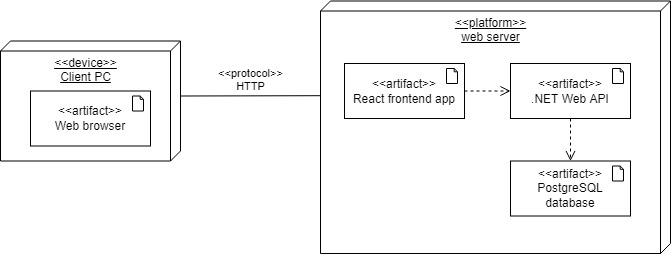 <<device>>
Client PC
<<artifact>>
Web browser
<<protocol>>
HTTP
<<platform>>
web server
<<artifact>>
React frontend app
<<artifact>>
.NET Web API
<<artifact>>
PostgreSQL
database